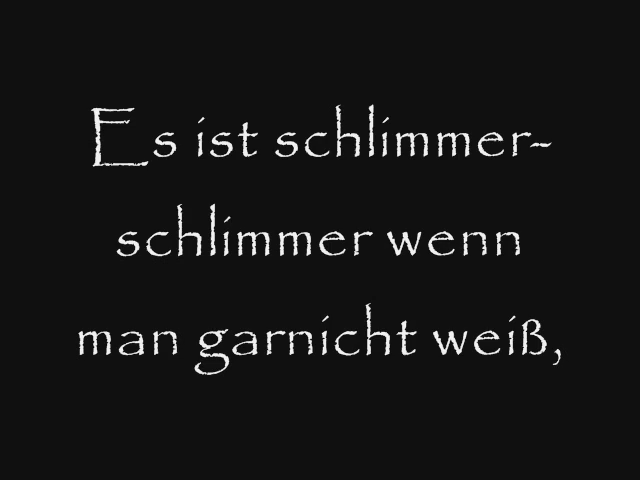 Es ist schlimmer-
schlimmer wenn
man garnicht weiß,